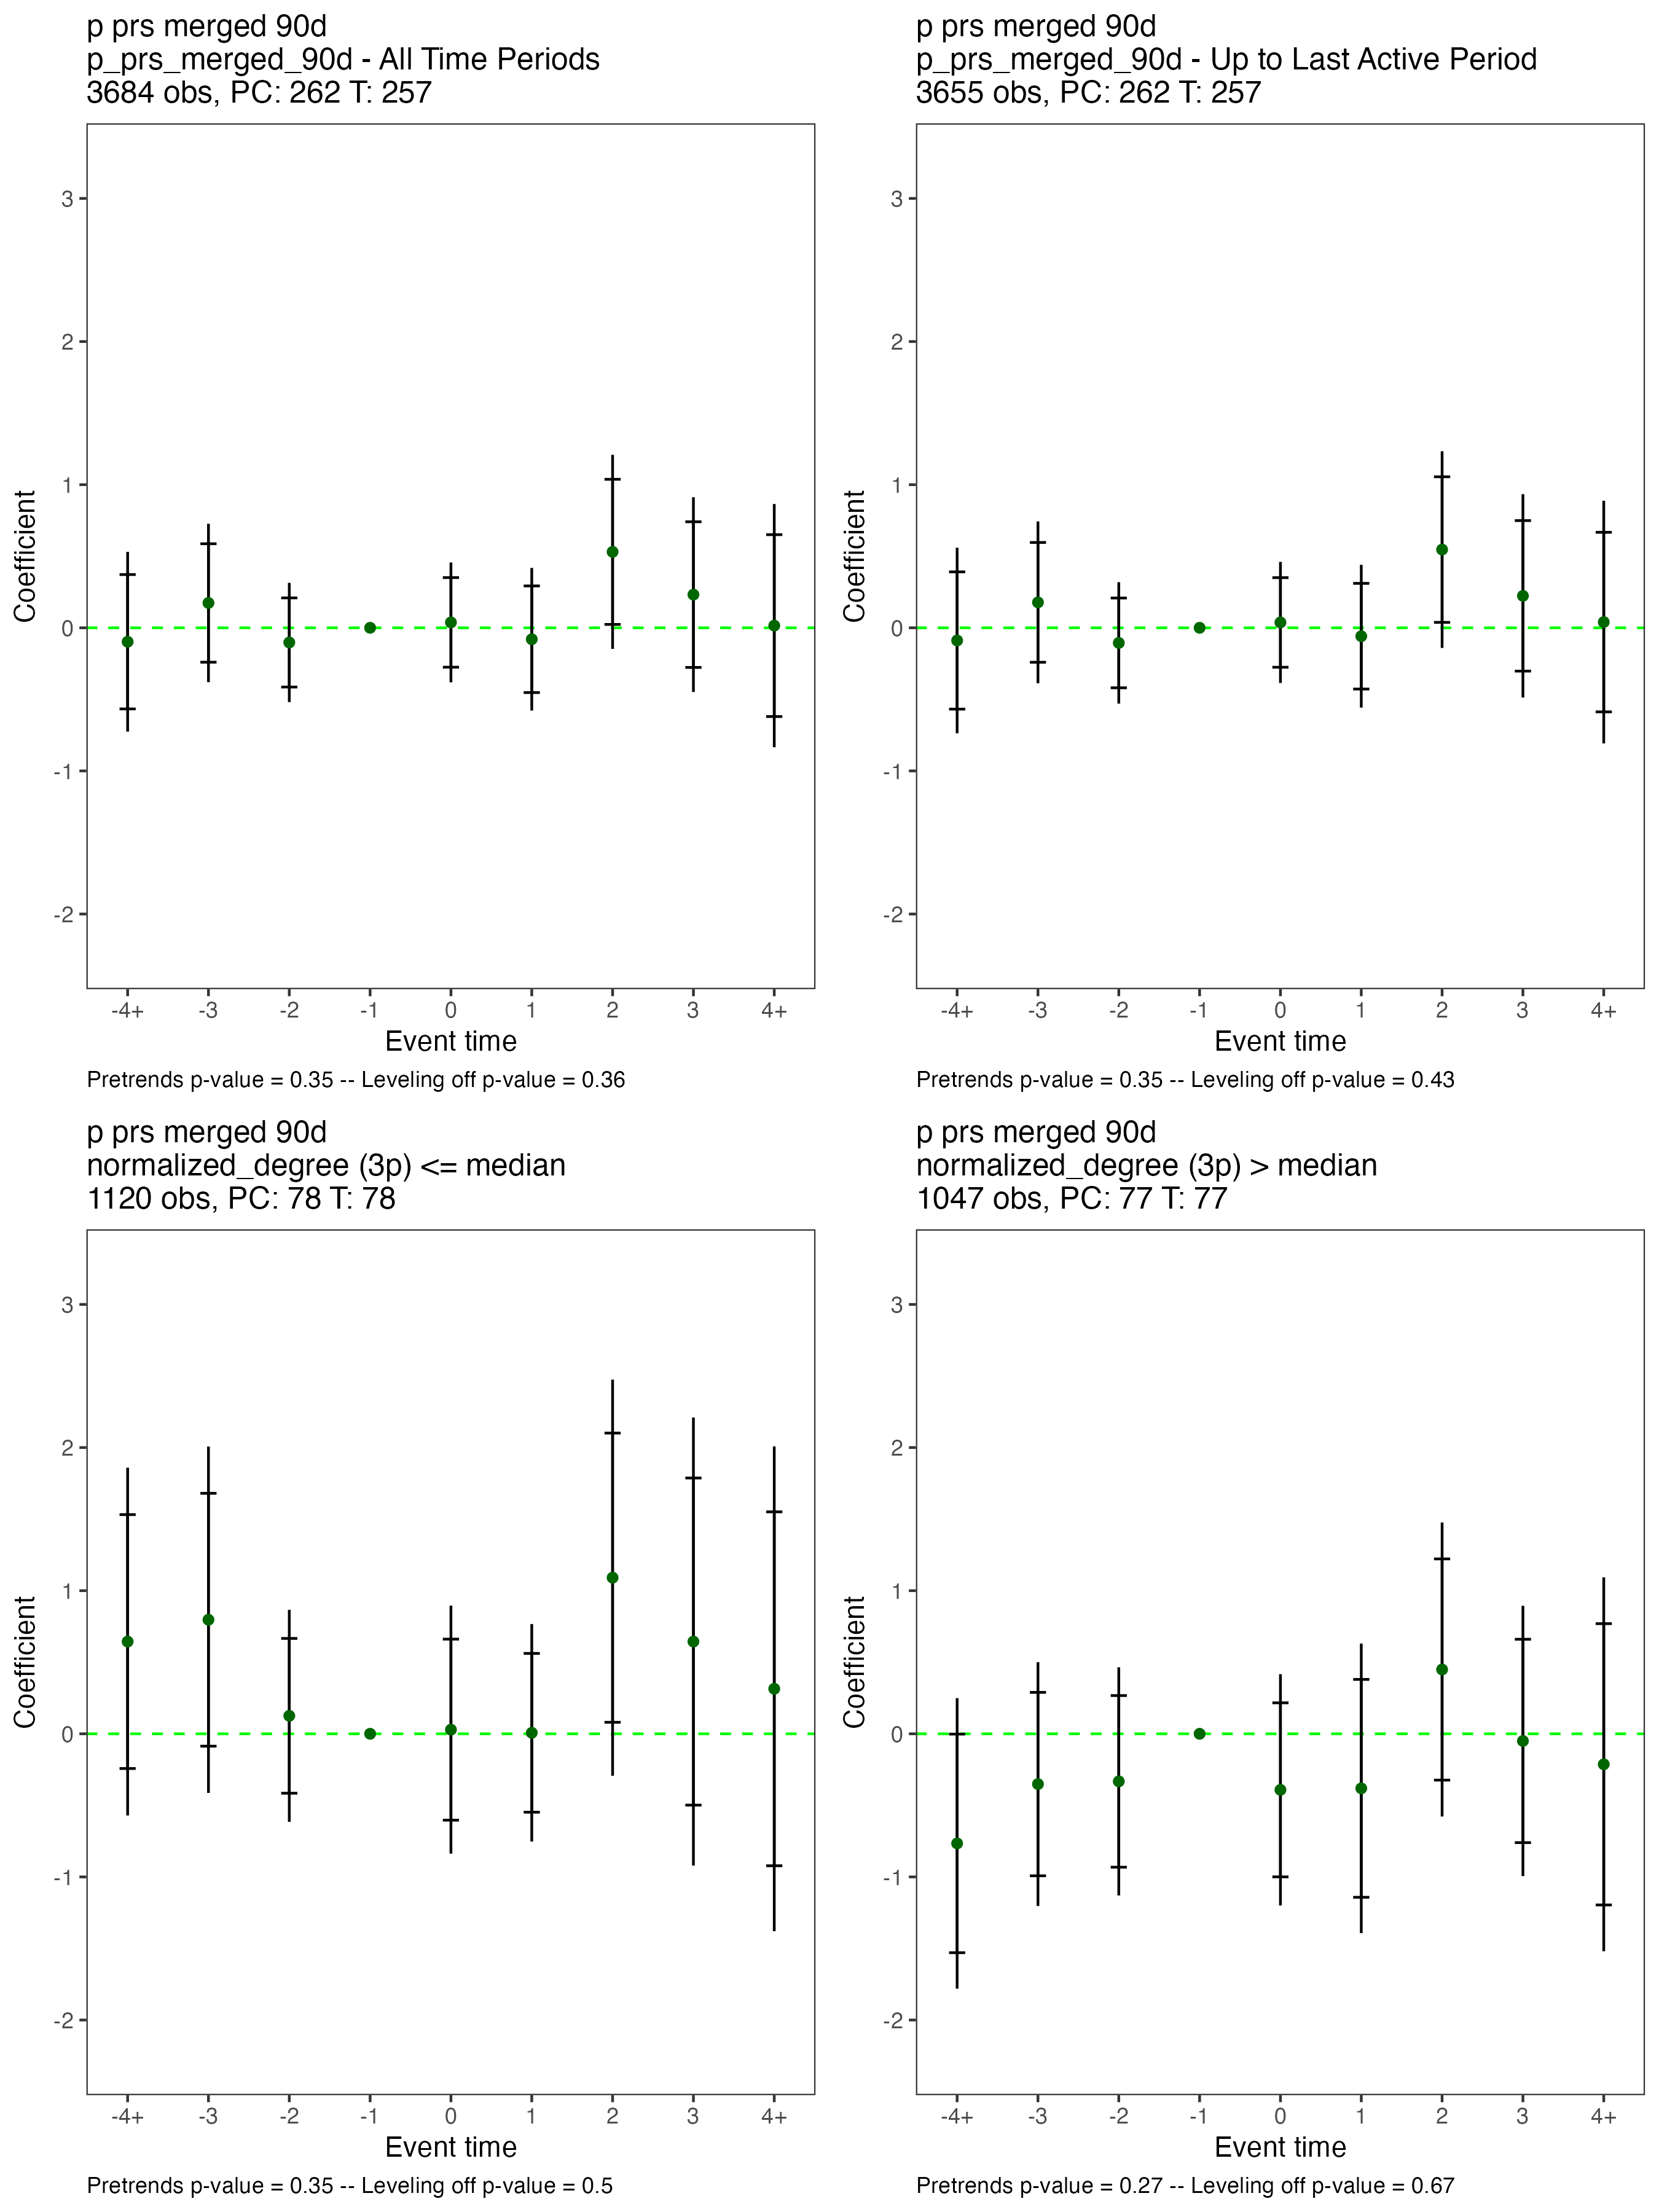 p prs merged 90d
p_prs_merged_90d - All Time Periods
3684 obs, PC: 262 T: 257
Coefficient
3
2
1
0
-1
-2
-4+ -3 -2 -1 0 1 2 3 4+
Event time
Pretrends p-value = 0.35 -- Leveling off p-value = 0.36
p prs merged 90d
p_prs_merged_90d - Up to Last Active Period
3655 obs, PC: 262 T: 257
Coefficient
3
2
1
0
-1
-2
-4+ -3 -2 -1 0 1 2 3 4+
Event time
Pretrends p-value = 0.35 -- Leveling off p-value = 0.43
p prs merged 90d
normalized_degree (3p) <= median
1120 obs, PC: 78 T: 78
Coefficient
3
2
1
0
-1
-2
-4+ -3 -2 -1 0 1 2 3 4+
Event time
Pretrends p-value = 0.35 -- Leveling off p-value = 0.5
p prs merged 90d
normalized_degree (3p) > median
1047 obs, PC: 77 T: 77
Coefficient
3
2
1
0
-1
-2
-4+ -3 -2 -1 0 1 2 3 4+
Event time
Pretrends p-value = 0.27 -- Leveling off p-value = 0.67